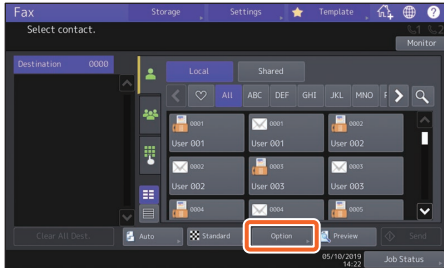 Fax
Storage
Settings
Template
Select contact.
Monitor
Destination 0000
Local
Shared
All
ABC
DEF
GHI
JKL
MNO
0001
User 001
0001
User 001
0002
User 002
0002
User 002
0003
User 003
0003
User 003
0004
0004
0005
Clear All Dest.
Auto
Standard
Option
Preview
Send
05/10/2019
14:22
Job Status